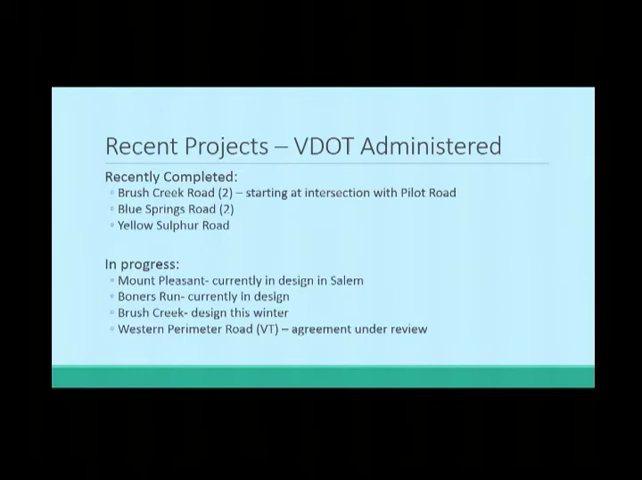 Recent Projects – VDOT Administered
Recently Completed:
◦ Brush Creek Road (2) – starting at intersection with Pilot Road
◦ Blue Springs Road (2)
◦ Yellow Sulphur Road
In progress:
◦ Mount Pleasant- currently in design in Salem
◦ Boners Run- currently in design
◦ Brush Creek- design this winter
◦ Western Perimeter Road (VT) – agreement under review